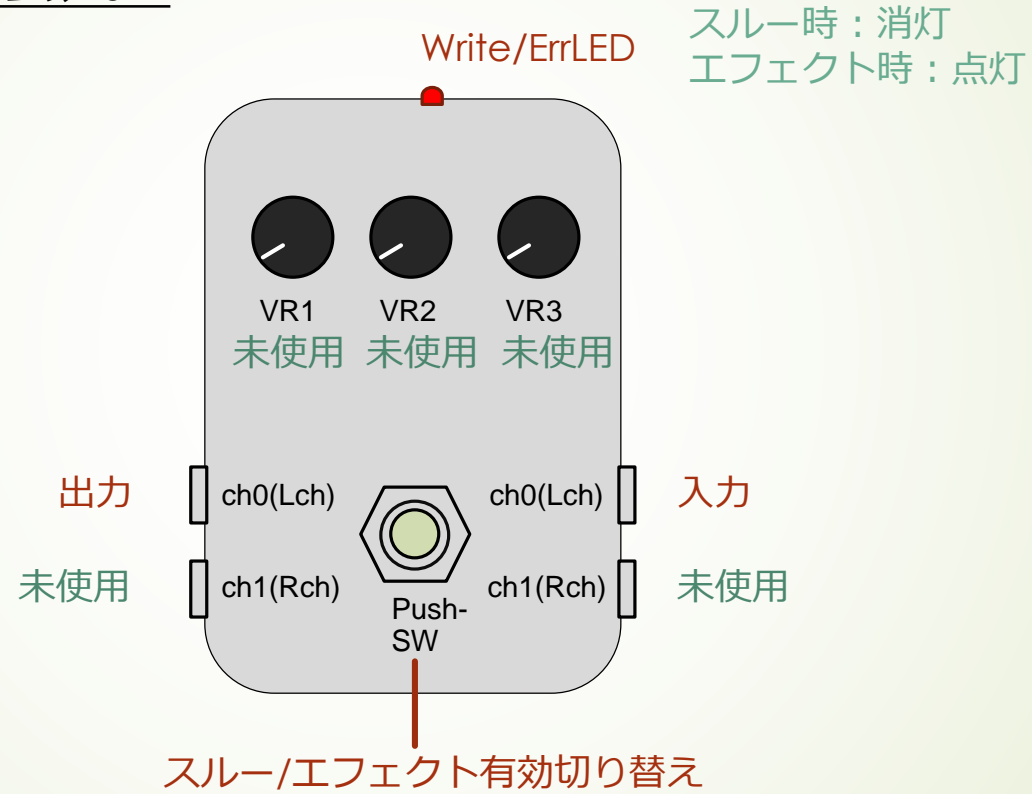 スルー時：消灯
エフェクト時：点灯
Write/ErrLED
VR1 VR2 VR3
未使用 未使用 未使用
出力 ch0(Lch) ch0(Lch) 入力
未使用 ch1(Rch) ch1(Rch) 未使用
Push-
SW
スルー/エフェクト有効切り替え